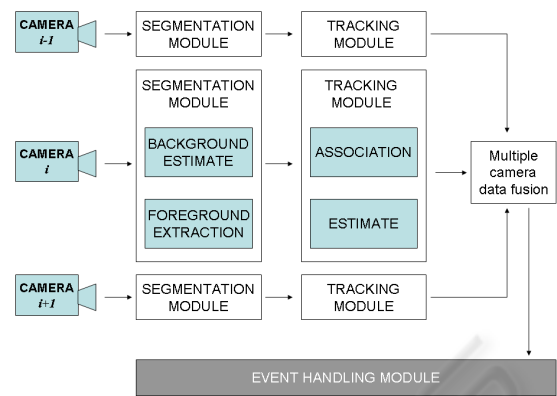 CAMERA
i-1
SEGMENTATION
MODULE
TRACKING
MODULE
CAMERA
i
SEGMENTATION
MODULE
BACKGROUND
ESTIMATE
FOREGROUND
EXTRACTION
TRACKING
MODULE
ASSOCIATION
ESTIMATE
Multiple
camera
data fusion
CAMERA
i+1
SEGMENTATION
MODULE
TRACKING
MODULE
EVENT HANDLING MODULE